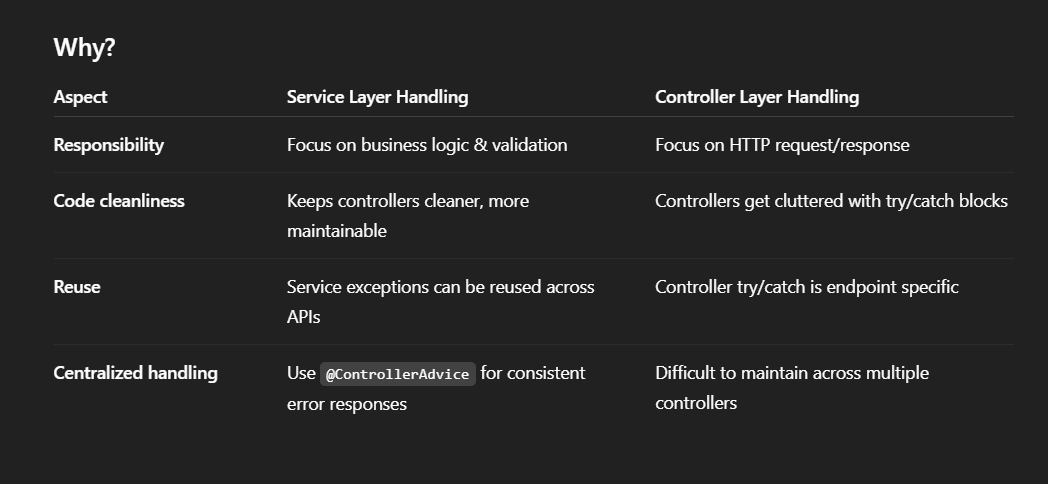 Why?
Aspect Service Layer Handling Controller Layer Handling
Responsibility Focus on business logic & validation Focus on HTTP request/response
Code cleanliness Keeps controllers cleaner, more Controllers get cluttered with try/catch blocks
maintainable
Reuse Service exceptions can be reused across Controller try/catch is endpoint specific
APIs
Centralized handling Use @ControllerAdvice for consistent Difficult to maintain across multiple
error responses controllers